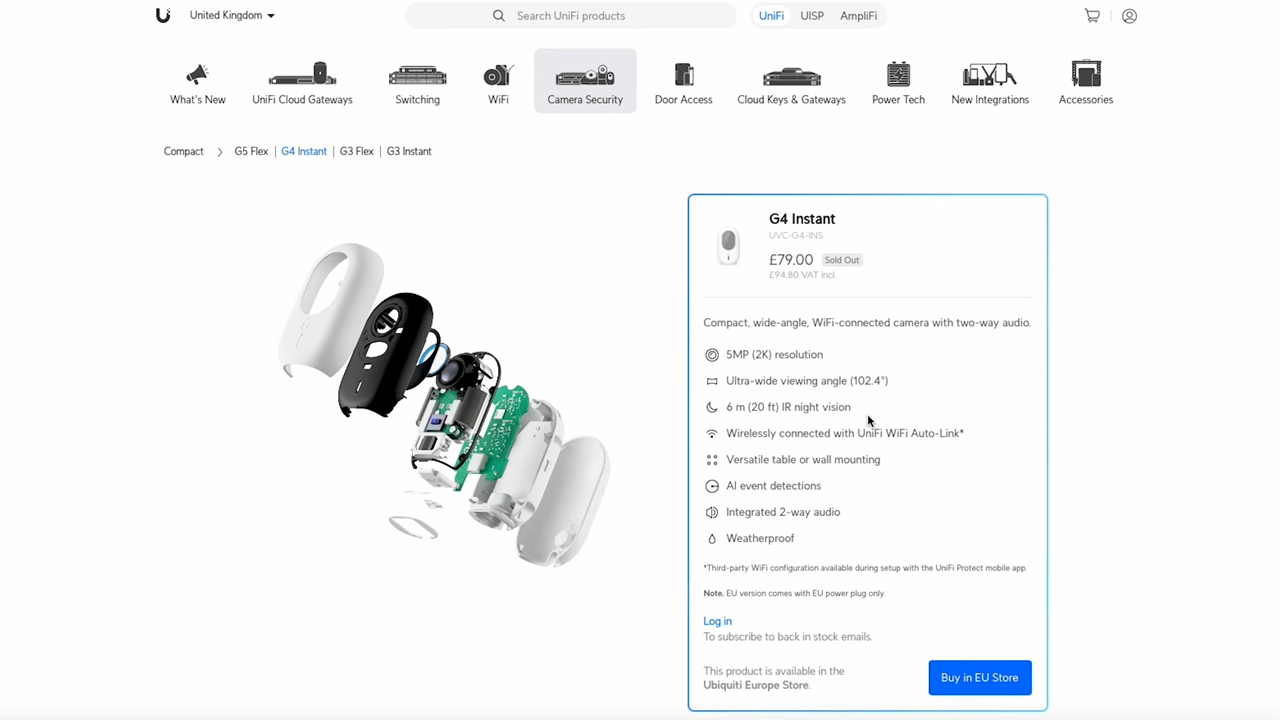 United Kingdom
Search UniFi products
UniFi
UISP
AmpliFi
What's New
UniFi Cloud Gateways
Switching
WiFi
Camera Security
Door Access
Cloud Keys & Gateways
Power Tech
New Integrations
Accessories
Compact
G5 Flex | G4 Instant | G3 Flex | G3 Instant
G4 Instant
UVC-G4-INS
£79.00 Sold Out
£94.80 VAT incl.
Compact, wide-angle, WiFi-connected camera with two-way audio.
5MP (2K) resolution
Ultra-wide viewing angle (102.4°)
6 m (20 ft) IR night vision
Wirelessly connected with UniFi WiFi Auto-Link*
Versatile table or wall mounting
AI event detections
Integrated 2-way audio
Weatherproof
*Third-party WiFi configuration available during setup with the UniFi Protect mobile app.
Note. EU version comes with EU power plug only.
Log in
To subscribe to back in stock emails.
This product is available in the
Ubiquiti Europe Store.
Buy in EU Store